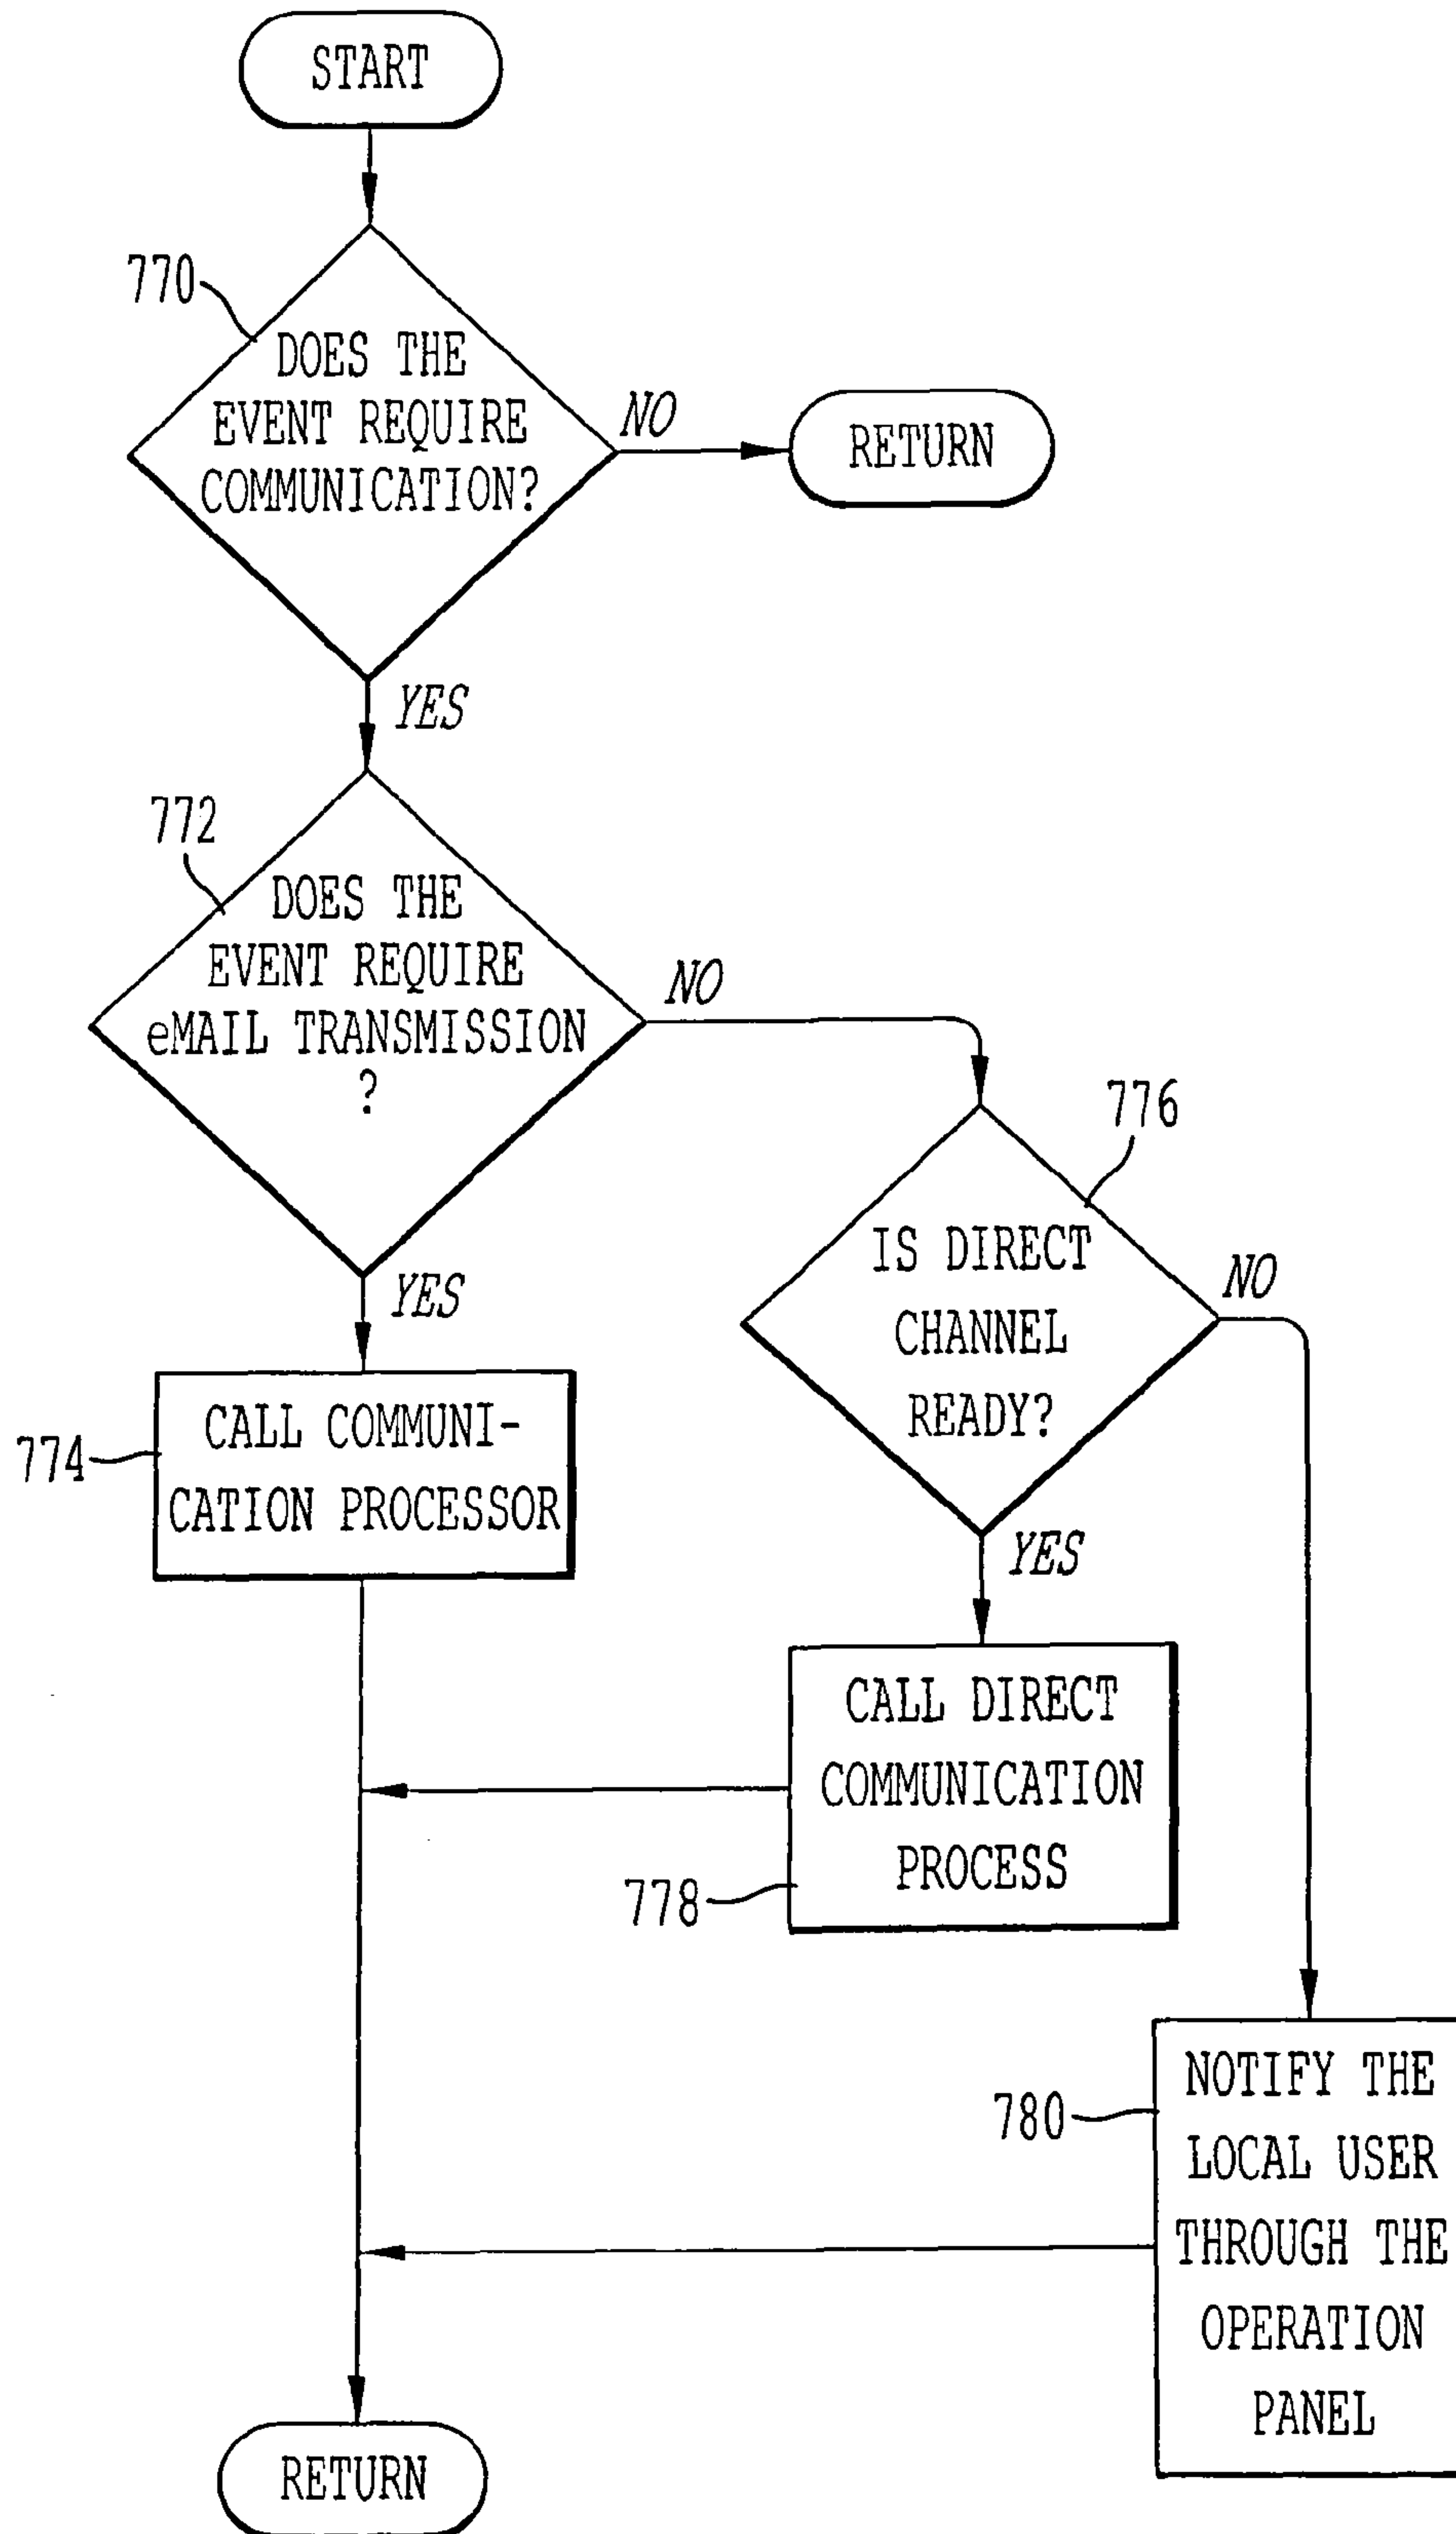 START
770
DOES THE
EVENT REQUIRE
COMMUNICATION?
NO
RETURN
YES
772
DOES THE
EVENT REQUIRE
eMAIL TRANSMISSION
?
NO
YES
776
IS DIRECT
CHANNEL
READY?
NO
YES
774
CALL COMMUNI-
CATION PROCESSOR
CALL DIRECT
COMMUNICATION
PROCESS
778
780
NOTIFY THE
LOCAL USER
THROUGH THE
OPERATION
PANEL
RETURN